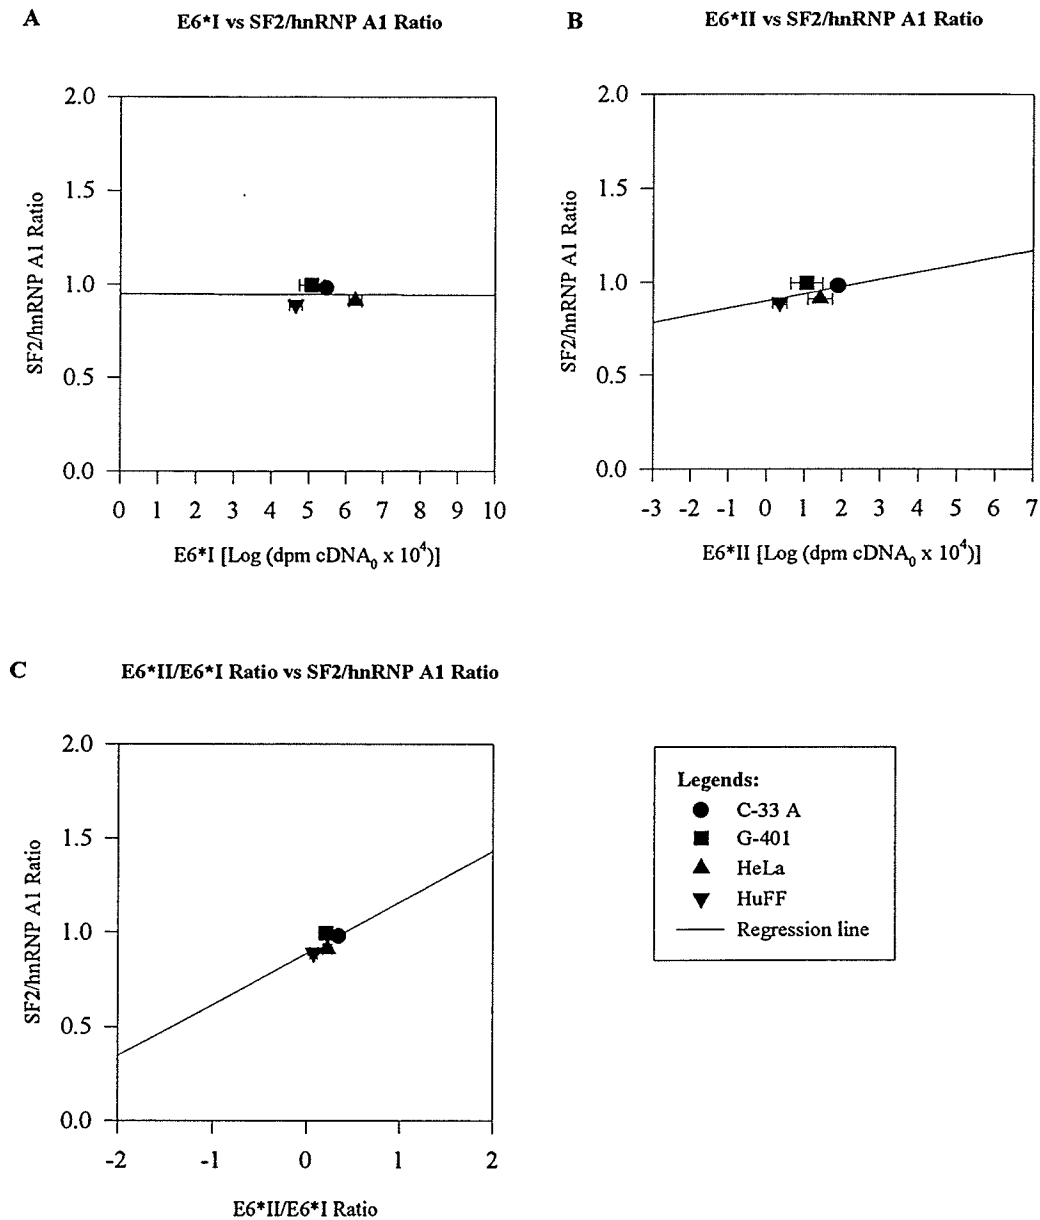 A
E6*I vs SF2/hnRNP A1 Ratio
2.0
1.5
1.0
0.5
0.0
SF2/hnRNP A1 Ratio
0 1 2 3 4 5 6 7 8 9 10
E6*I [Log (dpm cDNA₀ x 10⁴)]
B
E6*II vs SF2/hnRNP A1 Ratio
2.0
1.5
1.0
0.5
0.0
SF2/hnRNP A1 Ratio
-3 -2 -1 0 1 2 3 4 5 6 7
E6*II [Log (dpm cDNA₀ x 10⁴)]
C
E6*II/E6*I Ratio vs SF2/hnRNP A1 Ratio
2.0
1.5
1.0
0.5
0.0
SF2/hnRNP A1 Ratio
-2 -1 0 1 2
E6*II/E6*I Ratio
Legends:
C-33 A
G-401
HeLa
HuFF
Regression line